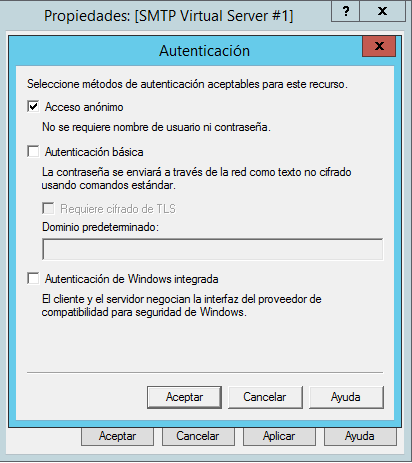 Propiedades: [SMTP Virtual Server #1]
? x
Autenticación
x
Seleccione métodos de autenticación aceptables para este recurso.
Acceso anónimo
No se requiere nombre de usuario ni contraseña.
Autenticación básica
La contraseña se enviará a través de la red como texto no cifrado
usando comandos estándar.
Requiere cifrado de TLS
Dominio predeterminado:
Autenticación de Windows integrada
El cliente y el servidor negocian la interfaz del proveedor de
compatibilidad para seguridad de Windows.
Aceptar Cancelar Ayuda
Aceptar Cancelar Aplicar Ayuda